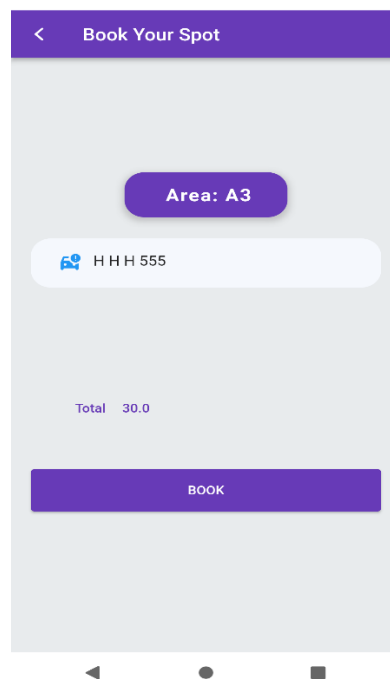 Book Your Spot
Area: A3
H H H 555
Total 30.0
BOOK